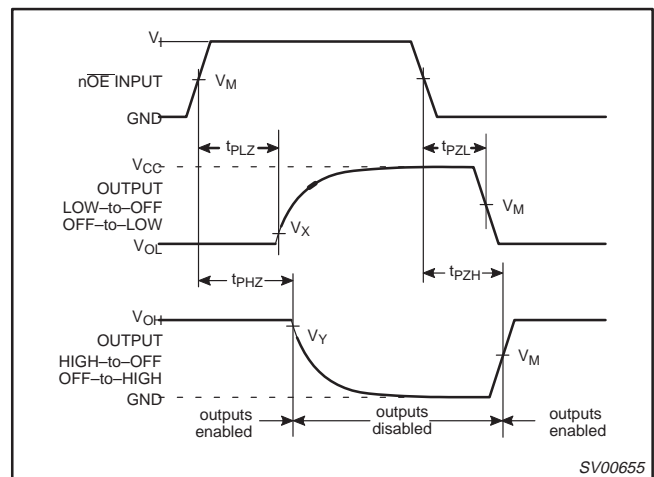 VI
nOE INPUT
VM
GND
tPLZ
tPZL
VCC
OUTPUT
LOW–to–OFF
OFF–to–LOW
VM
VX
VOL
tPHZ
tPZH
VOH
OUTPUT
VY
HIGH–to–OFF
OFF–to–HIGH
VM
GND
outputs
enabled
outputs
disabled
outputs
enabled
SV00655